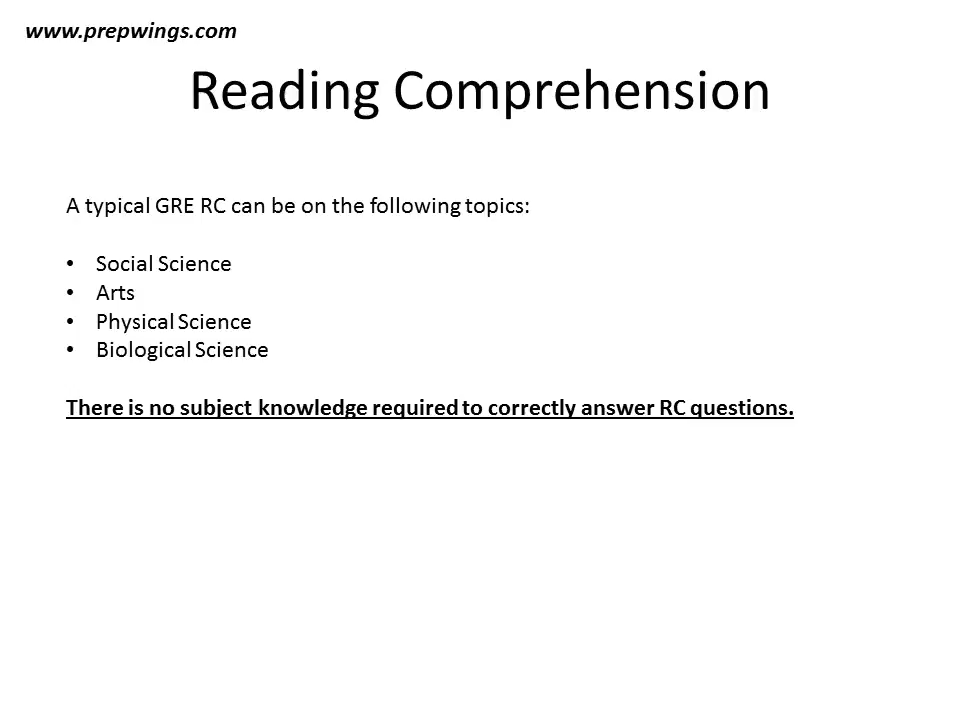 www.prepwings.com
Reading Comprehension
A typical GRE RC can be on the following topics:
• Social Science
• Arts
• Physical Science
• Biological Science
There is no subject knowledge required to correctly answer RC questions.